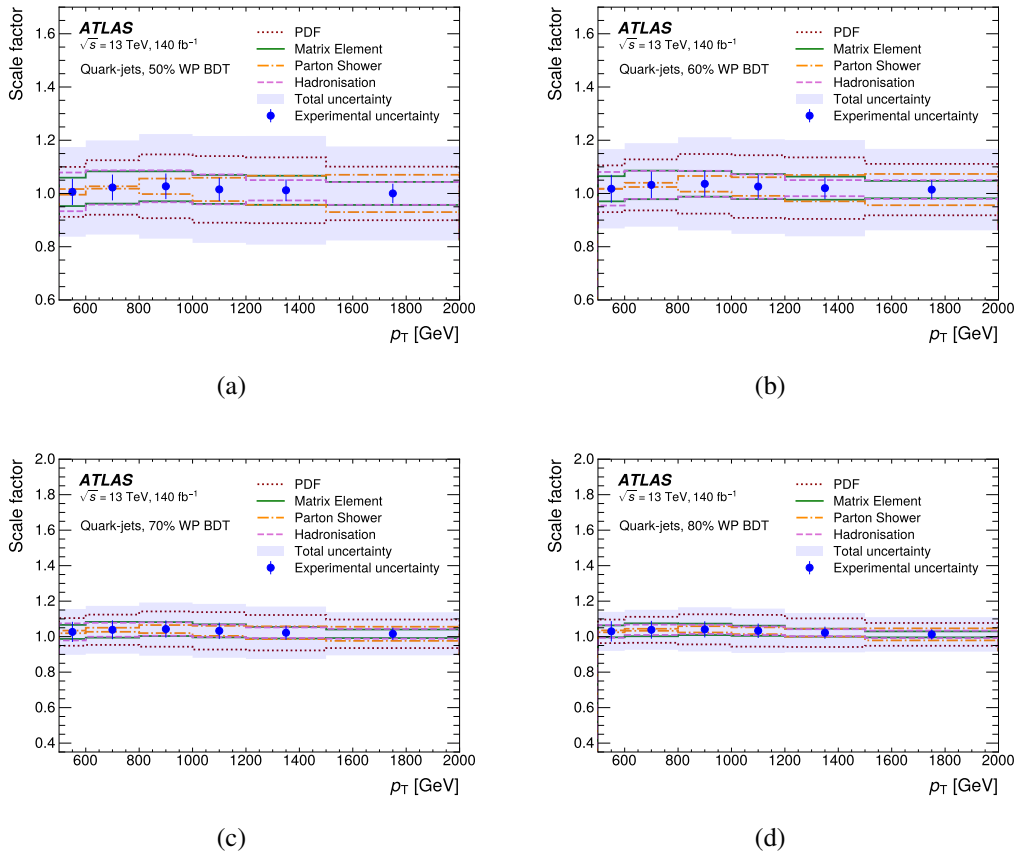 Scale factor
1.6
1.4
1.2
1.0
0.8
0.6
ATLAS
√s = 13 TeV, 140 fb⁻¹
Quark-jets, 50% WP BDT
PDF
Matrix Element
Parton Shower
Hadronisation
Total uncertainty
Experimental uncertainty
600 800 1000 1200 1400 1600 1800 2000
pT [GeV]
(a)
Scale factor
1.6
1.4
1.2
1.0
0.8
0.6
ATLAS
√s = 13 TeV, 140 fb⁻¹
Quark-jets, 60% WP BDT
PDF
Matrix Element
Parton Shower
Hadronisation
Total uncertainty
Experimental uncertainty
600 800 1000 1200 1400 1600 1800 2000
pT [GeV]
(b)
Scale factor
2.0
1.8
1.6
1.4
1.2
1.0
0.8
0.6
0.4
ATLAS
√s = 13 TeV, 140 fb⁻¹
Quark-jets, 70% WP BDT
PDF
Matrix Element
Parton Shower
Hadronisation
Total uncertainty
Experimental uncertainty
600 800 1000 1200 1400 1600 1800 2000
pT [GeV]
(c)
Scale factor
2.0
1.8
1.6
1.4
1.2
1.0
0.8
0.6
0.4
ATLAS
√s = 13 TeV, 140 fb⁻¹
Quark-jets, 80% WP BDT
PDF
Matrix Element
Parton Shower
Hadronisation
Total uncertainty
Experimental uncertainty
600 800 1000 1200 1400 1600 1800 2000
pT [GeV]
(d)